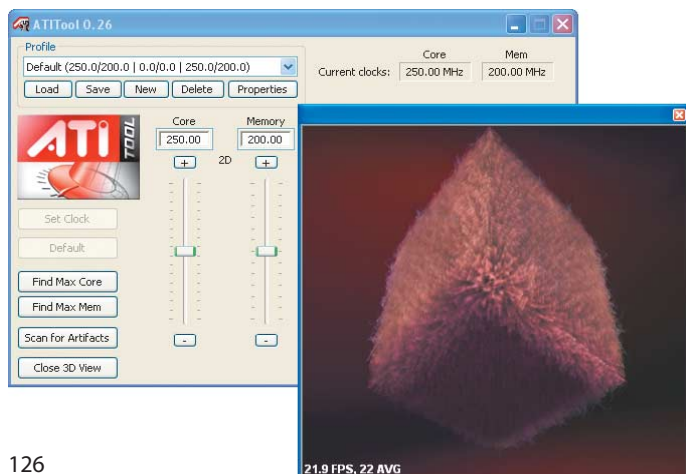 ATITool 0.26
Profile
Default (250.0/200.0 | 0.0/0.0 | 250.0/200.0)
Load Save New Delete Properties
Core Mem
Current clocks: 250.00 MHz 200.00 MHz
ATI TOOL
Core Memory
250.00 200.00
+ 2D +
Set Clock
Default
Find Max Core
Find Max Mem
Scan for Artifacts
- -
Close 3D View
21.9 FPS, 22 AVG
126